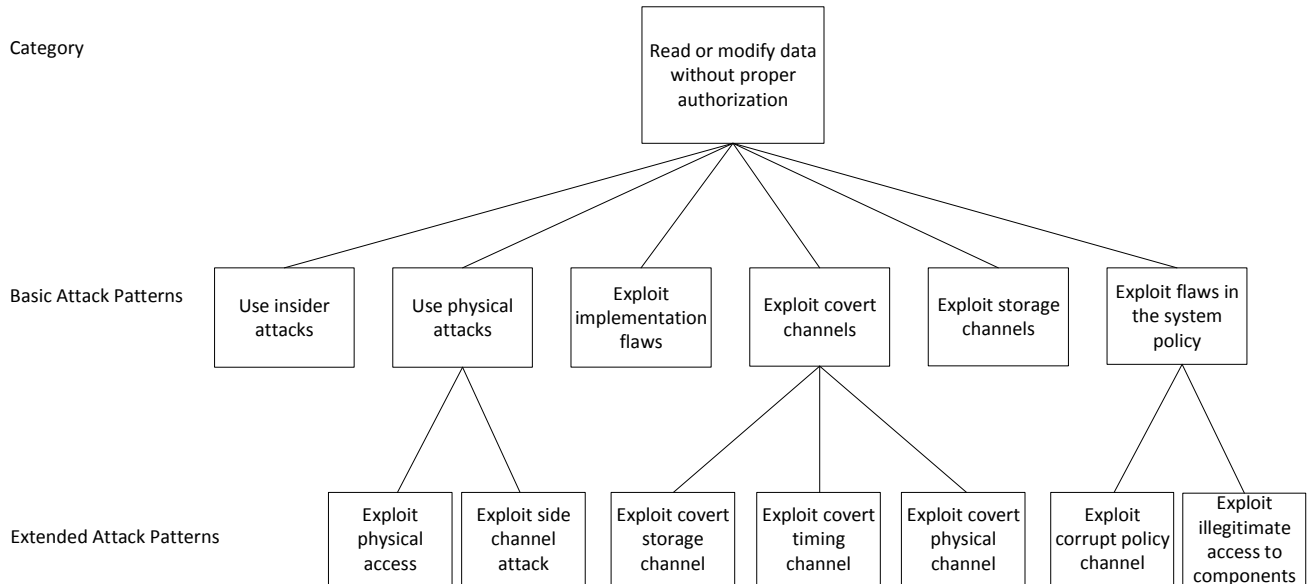 Category
Read or modify data
without proper
authorization
Basic Attack Patterns
Use insider
attacks
Use physical
attacks
Exploit
implementation
flaws
Exploit covert
channels
Exploit storage
channels
Exploit flaws in
the system
policy
Extended Attack Patterns
Exploit
physical
access
Exploit side
channel
attack
Exploit covert
storage
channel
Exploit covert
timing
channel
Exploit covert
physical
channel
Exploit
corrupt policy
channel
Exploit
illegitimate
access to
components